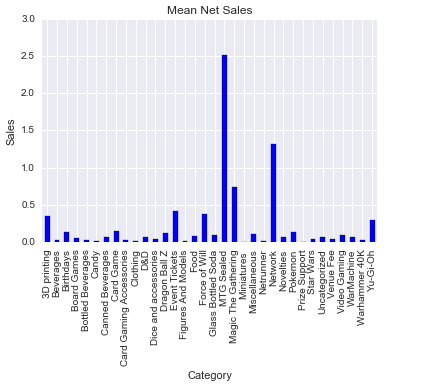 Mean Net Sales
3.0
2.5
2.0
1.5
1.0
0.5
0.0
Sales
3D printing
Beverages
Birthdays
Board Games
Bottled Beverages
Candy
Canned Beverages
Card Game
Card Gaming Accessories
Clothing
D&D
Dice and accessories
Dragon Ball Z
Event Tickets
Figures And Models
Food
Force of Will
Glass Bottled Soda
MTG Sealed
Magic The Gathering
Miniatures
Miscellaneous
Netrunner
Network
Novelties
Pokemon
Prize Support
Star Wars
Uncategorized
Venue Fee
Video Gaming
WarMachine
Warhammer 40K
Yu-Gi-Oh
Category